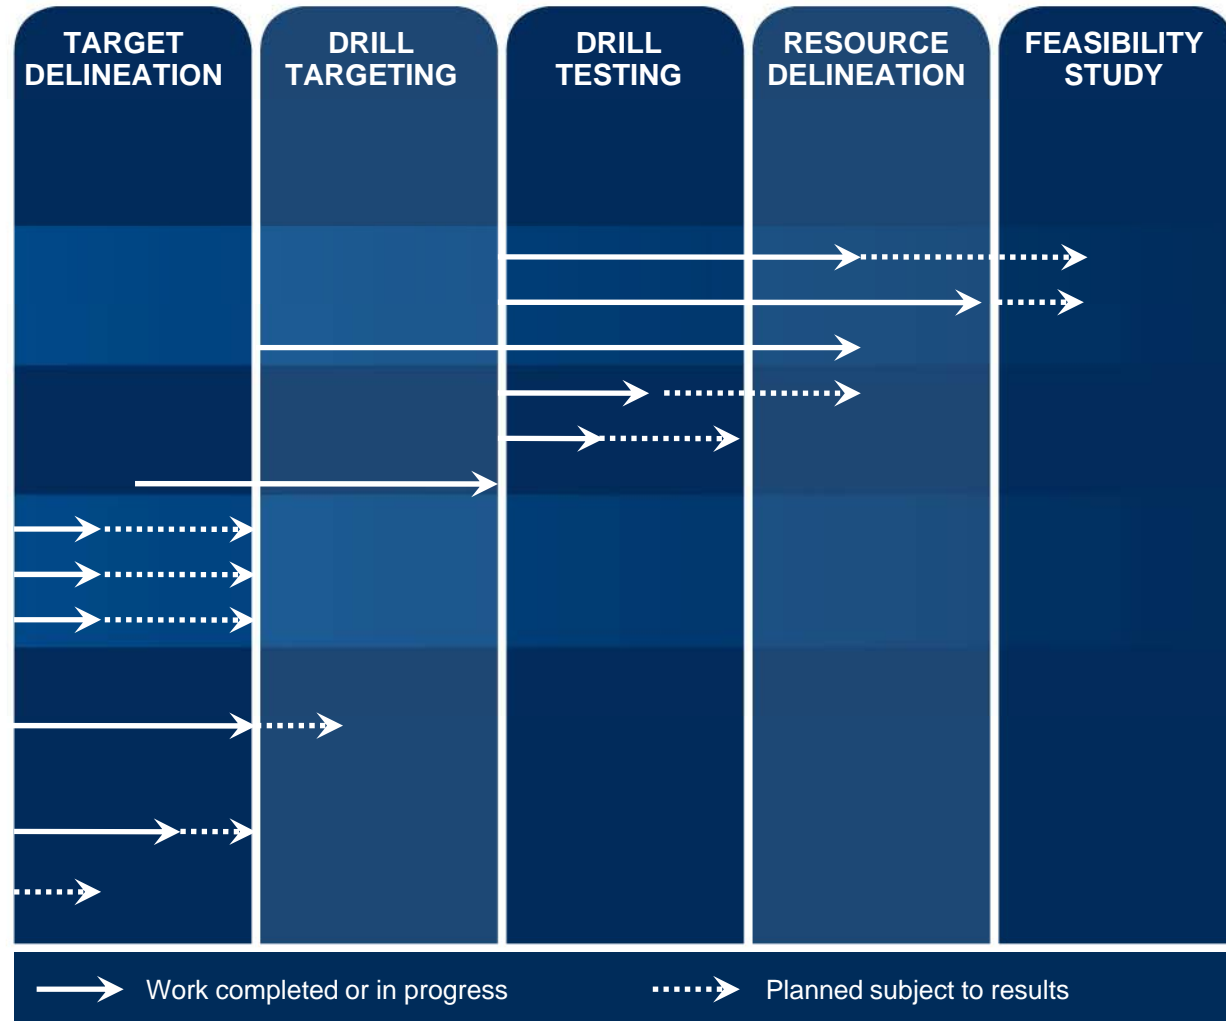 TARGET
DELINEATION
DRILL
TARGETING
DRILL
TESTING
RESOURCE
DELINEATION
FEASIBILITY
STUDY
Work completed or in progress
Planned subject to results